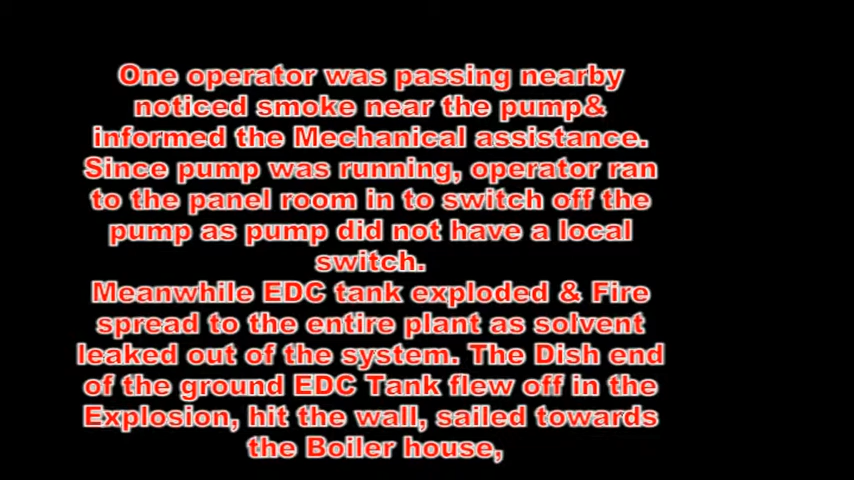 One operator was passing nearby
noticed smoke near the pump&
informed the Mechanical assistance.
Since pump was running, operator ran
to the panel room in to switch off the
pump as pump did not have a local
switch.
Meanwhile EDC tank exploded & Fire
spread to the entire plant as solvent
leaked out of the system. The Dish end
of the ground EDC Tank flew off in the
Explosion, hit the wall, sailed towards
the Boiler house,